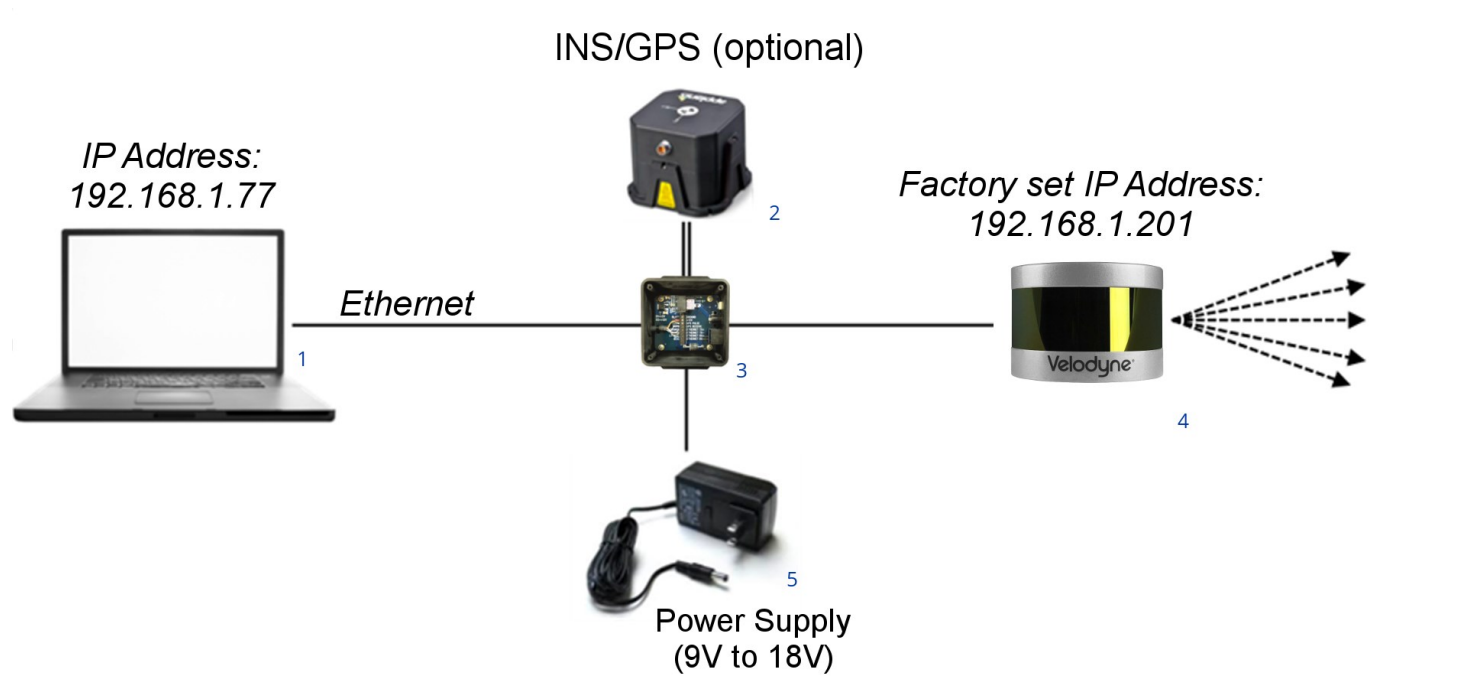 INS/GPS (optional)
IP Address:
192.168.1.77
2
Factory set IP Address:
192.168.1.201
Ethernet
1
3
Velodyne
4
5
Power Supply
(9V to 18V)